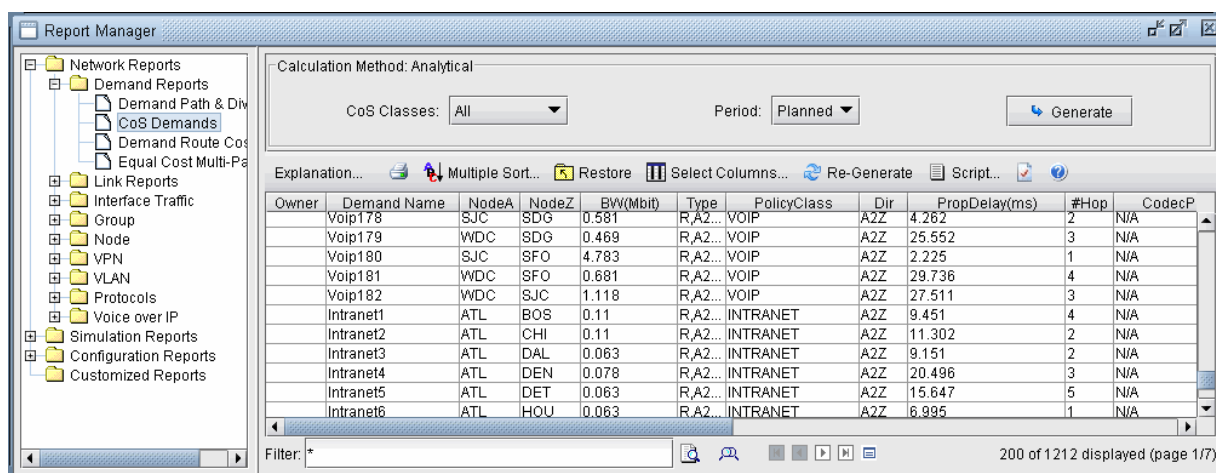 Report Manager
Network Reports
Demand Reports
Demand Path & Div
CoS Demands
Demand Route Cos
Equal Cost Multi-Pa
Link Reports
Interface Traffic
Group
Node
VPN
VLAN
Protocols
Voice over IP
Simulation Reports
Configuration Reports
Customized Reports
Calculation Method: Analytical
CoS Classes: All Period: Planned Generate
Explanation... Multiple Sort... Restore Select Columns... Re-Generate Script...
Owner Demand Name NodeA NodeZ BW(Mbit) Type PolicyClass Dir PropDelay(ms) #Hop CodecP
Voip178 SJC SDG 0.581 R,A2... VOIP A2Z 4.262 2 N/A
Voip179 WDC SDG 0.469 R,A2... VOIP A2Z 25.552 3 N/A
Voip180 SJC SFO 4.783 R,A2... VOIP A2Z 2.225 1 N/A
Voip181 WDC SFO 0.681 R,A2... VOIP A2Z 29.736 4 N/A
Voip182 WDC SJC 1.118 R,A2... VOIP A2Z 27.511 3 N/A
Intranet1 ATL BOS 0.11 R,A2... INTRANET A2Z 9.451 4 N/A
Intranet2 ATL CHI 0.11 R,A2... INTRANET A2Z 11.302 2 N/A
Intranet3 ATL DAL 0.063 R,A2... INTRANET A2Z 9.151 2 N/A
Intranet4 ATL DEN 0.078 R,A2... INTRANET A2Z 20.496 3 N/A
Intranet5 ATL DET 0.063 R,A2... INTRANET A2Z 15.647 5 N/A
Intranet6 ATL HOU 0.063 R,A2... INTRANET A2Z 6.995 1 N/A
Filter: * 200 of 1212 displayed (page 1/7)